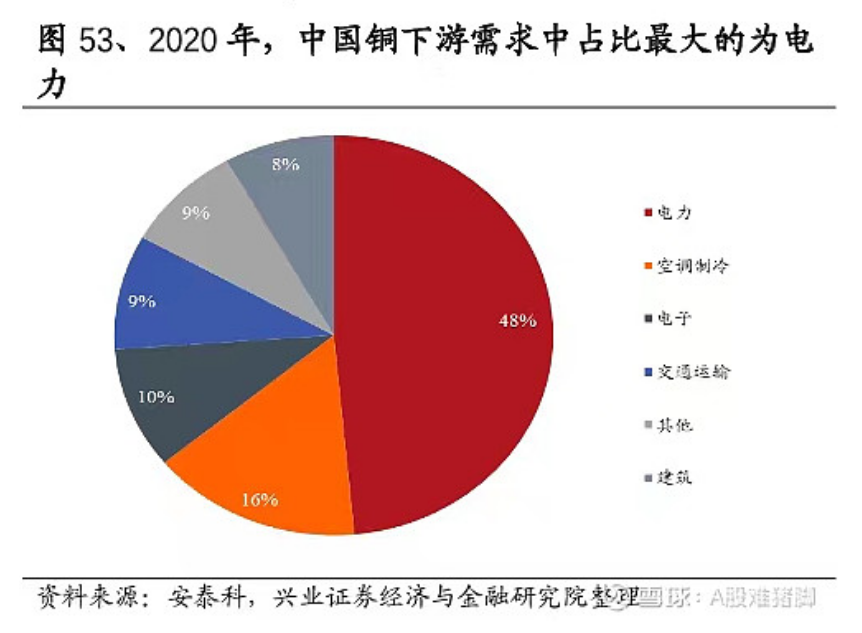 图 53、2020 年，中国铜下游需求中占比最大的为电
力
8%
9%
9%
48%
10%
16%
电力
空调制冷
电子
交通运输
其他
建筑
资料来源：安泰科，兴业证券经济与金融研究院整理
雪球：A股难猪脚